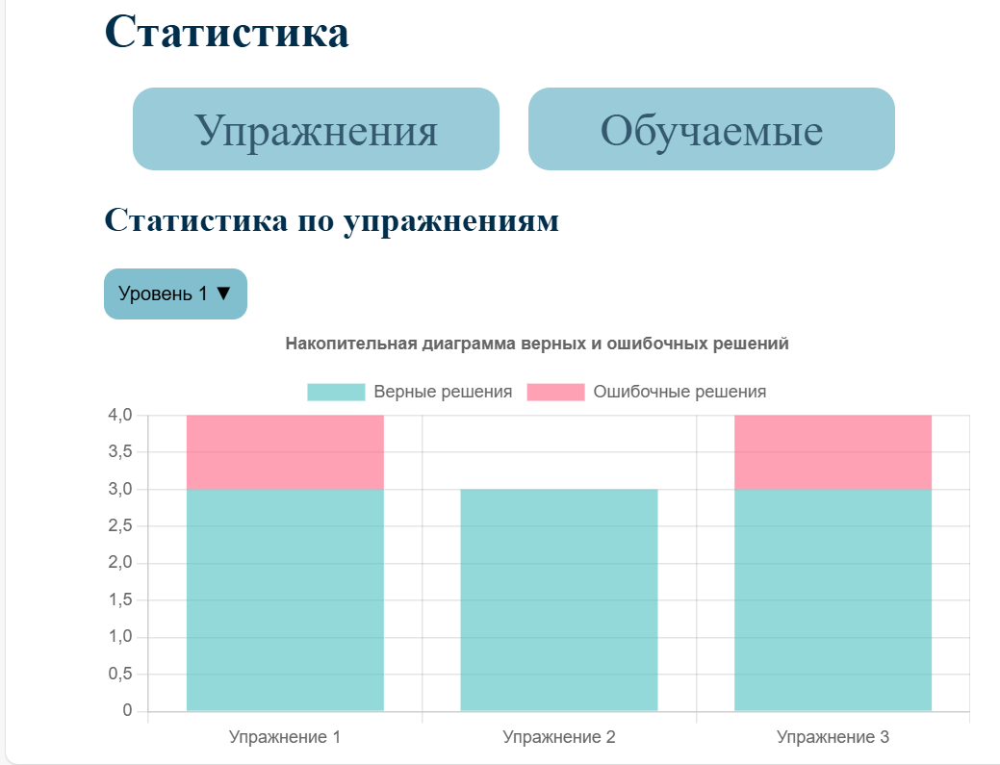 Статистика
Упражнения Обучаемые
Статистика по упражнениям
Уровень 1 ▼
Накопительная диаграмма верных и ошибочных решений
Верные решения Ошибочные решения
4,0
3,5
3,0
2,5
2,0
1,5
1,0
0,5
0
Упражнение 1 Упражнение 2 Упражнение 3